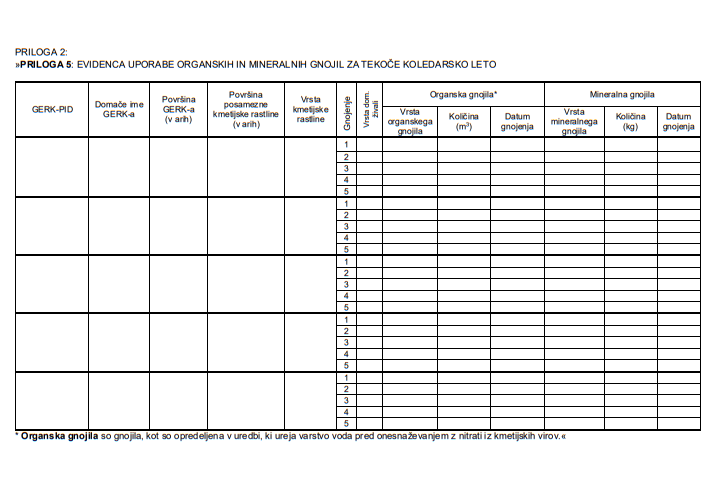 PRILOGA 2:
»PRILOGA 5: EVIDENCA UPORABE ORGANSKIH IN MINERALNIH GNOJIL ZA TEKOČE KOLEDARSKO LETO
GERK-PID
Domače ime
GERK-a
Površina
GERK-a
(v arih)
Površina
posamezne
kmetijske rastline
(v arih)
Vrsta
kmetijske
rastline
Gnojenje
Vrsta dom.
živali
Organska gnojila*
Vrsta
organskega
gnojila
Količina
(m³)
Datum
gnojenja
Mineralna gnojila
Vrsta
mineralnega
gnojila
Količina
(kg)
Datum
gnojenja
1
2
3
4
5
1
2
3
4
5
1
2
3
4
5
1
2
3
4
5
1
2
3
4
5
* Organska gnojila so gnojila, kot so opredeljena v uredbi, ki ureja varstvo voda pred onesnaževanjem z nitrati iz kmetijskih virov.«